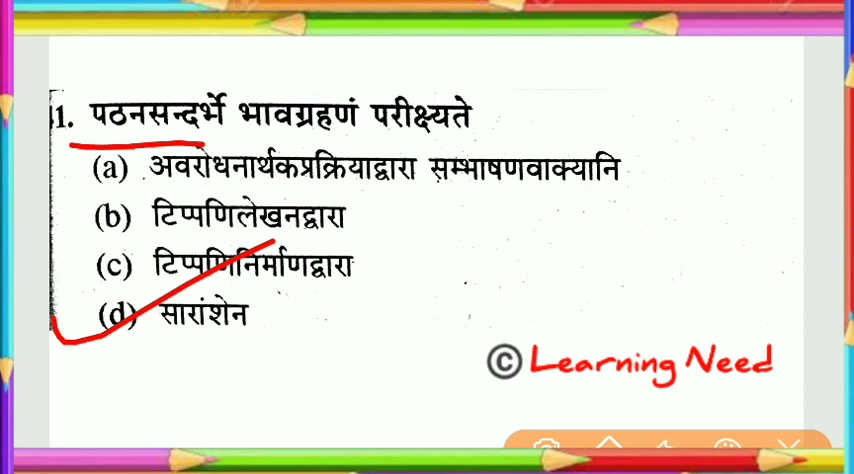 1. पठनसन्दर्भे भावग्रहणं परीक्ष्यते
(a) अवरोधनार्थकप्रक्रियाद्वारा सम्भाषणवाक्यानि
(b) टिप्पणिलेखनद्वारा
(c) टिप्पणिनिर्माणद्वारा
(d) सारांशेन
© Learning Need